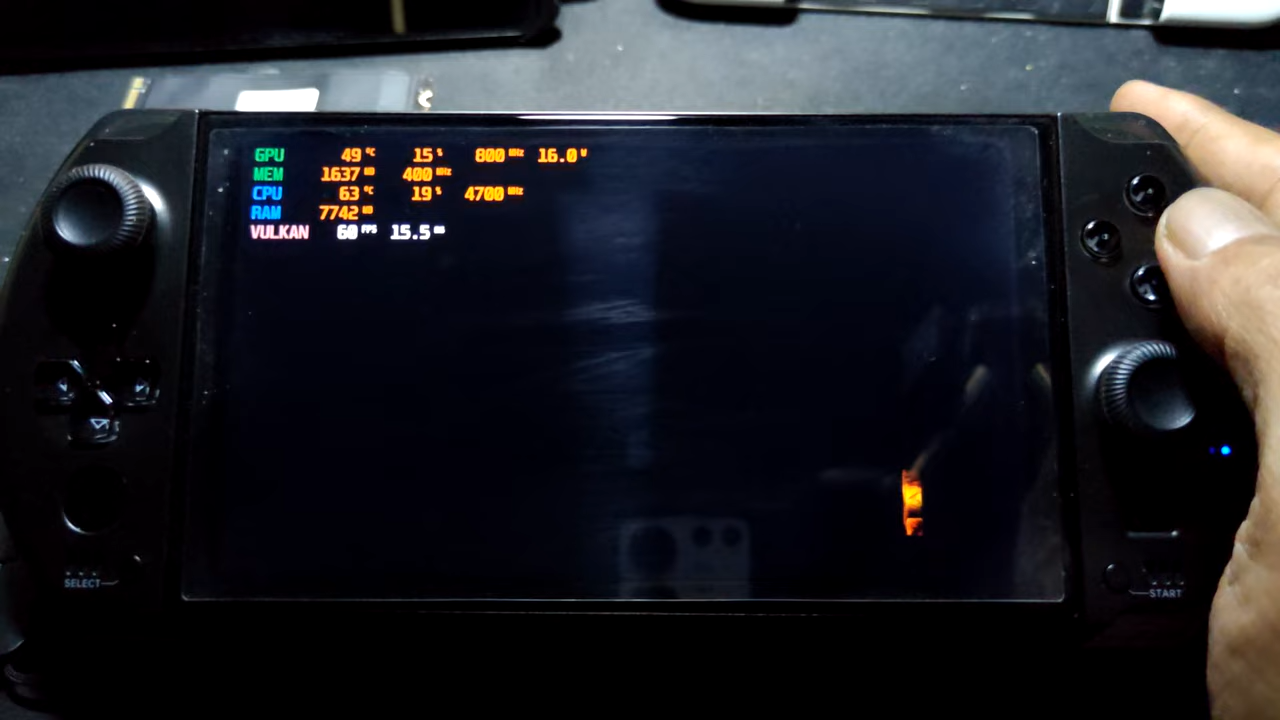 GPU 49 °C 15 % 800 MHz 16.0 W
MEM 1637 MB 400 MHz
CPU 63 °C 19 % 4700 MHz
RAM 7742 MB
VULKAN 60 FPS 15.5 ms
SELECT
START